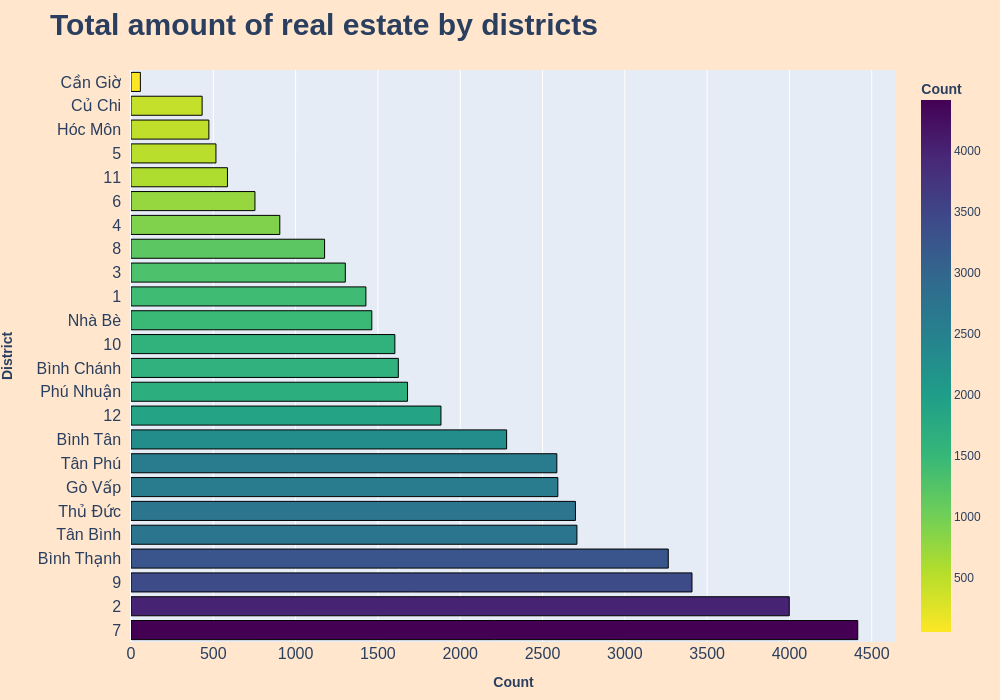 Total amount of real estate by districts
Count
District
Cần Giờ
Củ Chi
Hóc Môn
5
11
6
4
8
3
1
Nhà Bè
10
Bình Chánh
Phú Nhuận
12
Bình Tân
Tân Phú
Gò Vấp
Thủ Đức
Tân Bình
Bình Thạnh
9
2
7
0 500 1000 1500 2000 2500 3000 3500 4000 4500
Count
4000
3500
3000
2500
2000
1500
1000
500